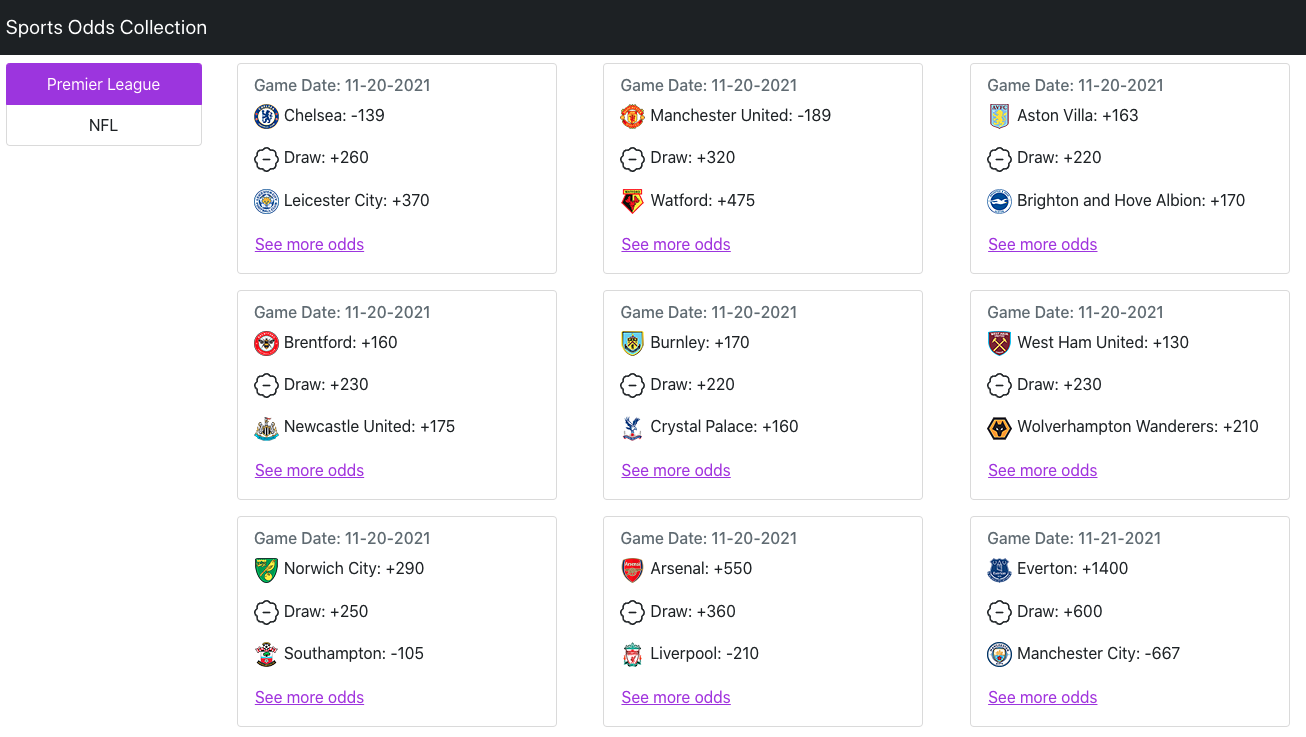 Sports Odds Collection
Premier League
NFL
Game Date: 11-20-2021
Chelsea: -139
Draw: +260
Leicester City: +370
See more odds
Game Date: 11-20-2021
Manchester United: -189
Draw: +320
Watford: +475
See more odds
Game Date: 11-20-2021
Aston Villa: +163
Draw: +220
Brighton and Hove Albion: +170
See more odds
Game Date: 11-20-2021
Brentford: +160
Draw: +230
Newcastle United: +175
See more odds
Game Date: 11-20-2021
Burnley: +170
Draw: +220
Crystal Palace: +160
See more odds
Game Date: 11-20-2021
West Ham United: +130
Draw: +230
Wolverhampton Wanderers: +210
See more odds
Game Date: 11-20-2021
Norwich City: +290
Draw: +250
Southampton: -105
See more odds
Game Date: 11-20-2021
Arsenal: +550
Draw: +360
Liverpool: -210
See more odds
Game Date: 11-21-2021
Everton: +1400
Draw: +600
Manchester City: -667
See more odds